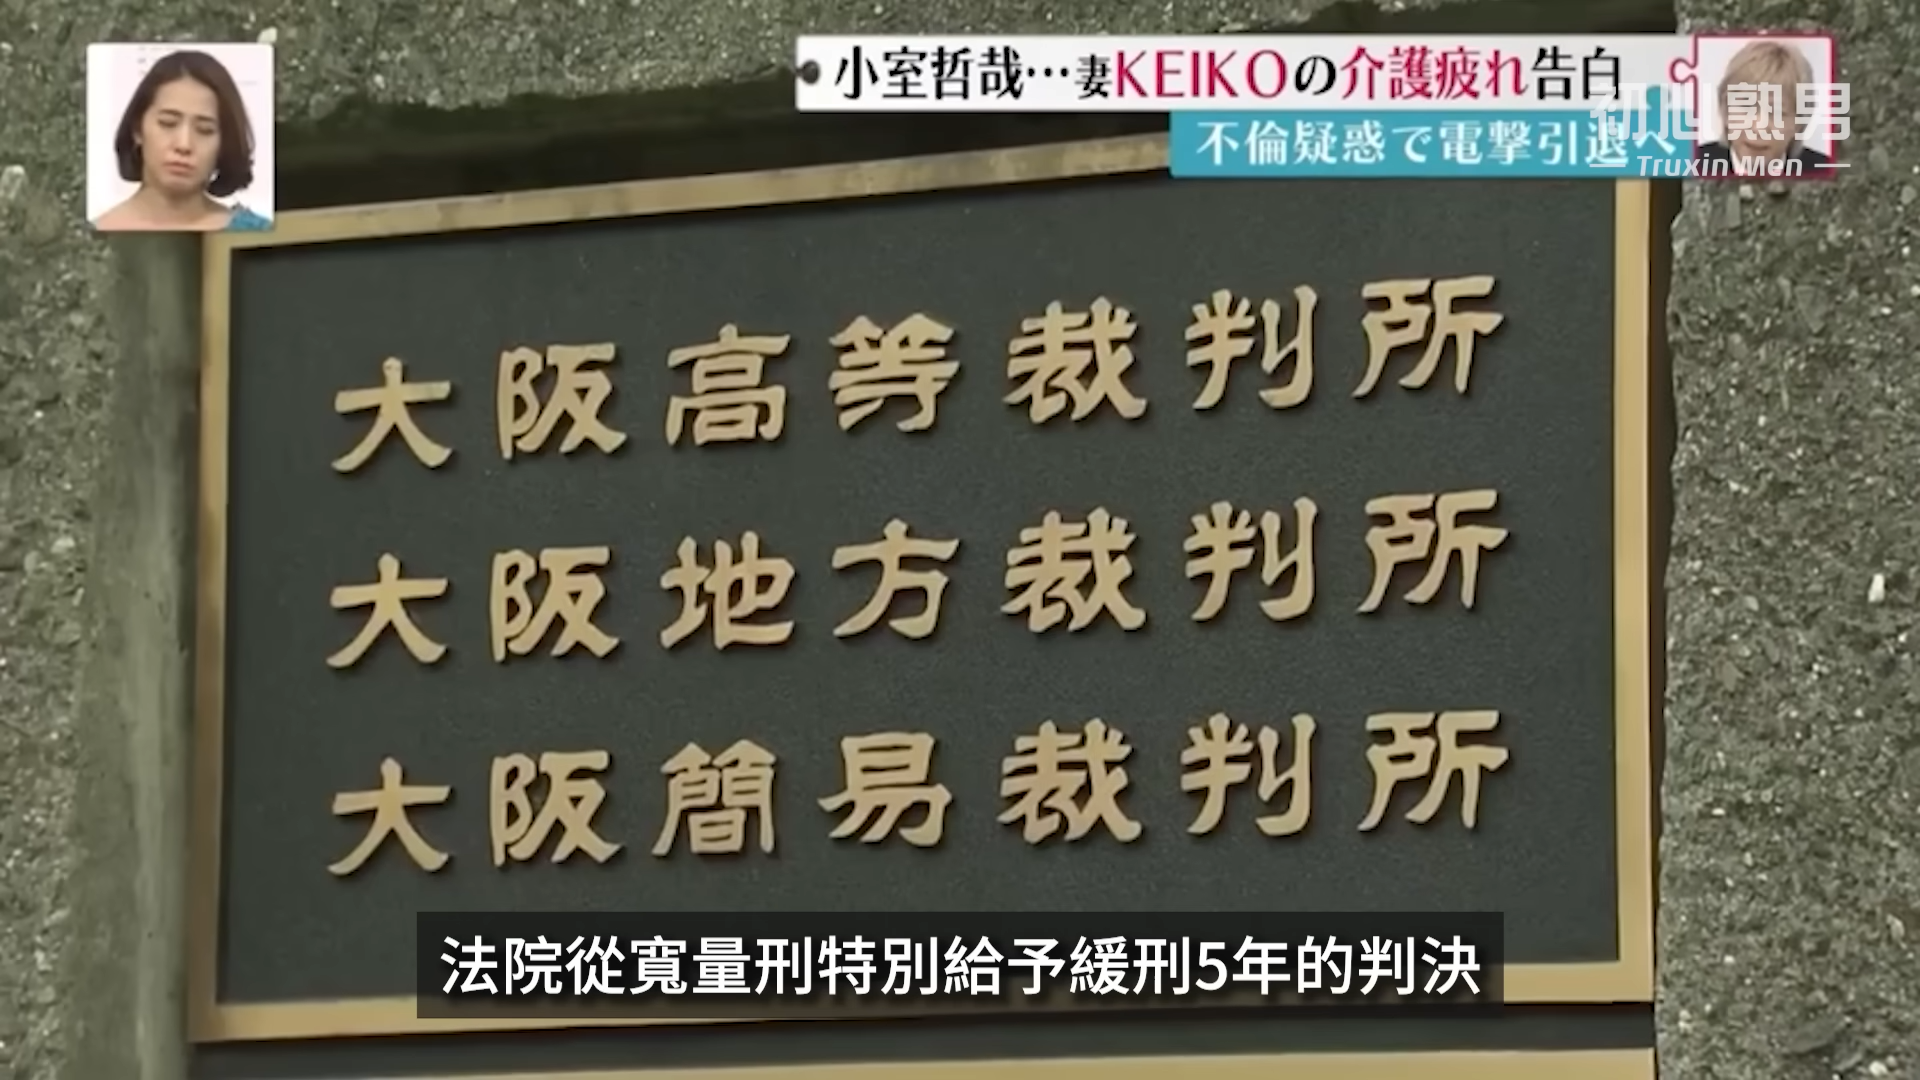 小室哲哉…妻KEIKOの介護疲れ告白
不倫疑惑で電撃引退へ
初心熟男
Truxin Men
大阪高等裁判所
大阪地方裁判所
大阪簡易裁判所
法院從寬量刑特別給予緩刑5年的判決